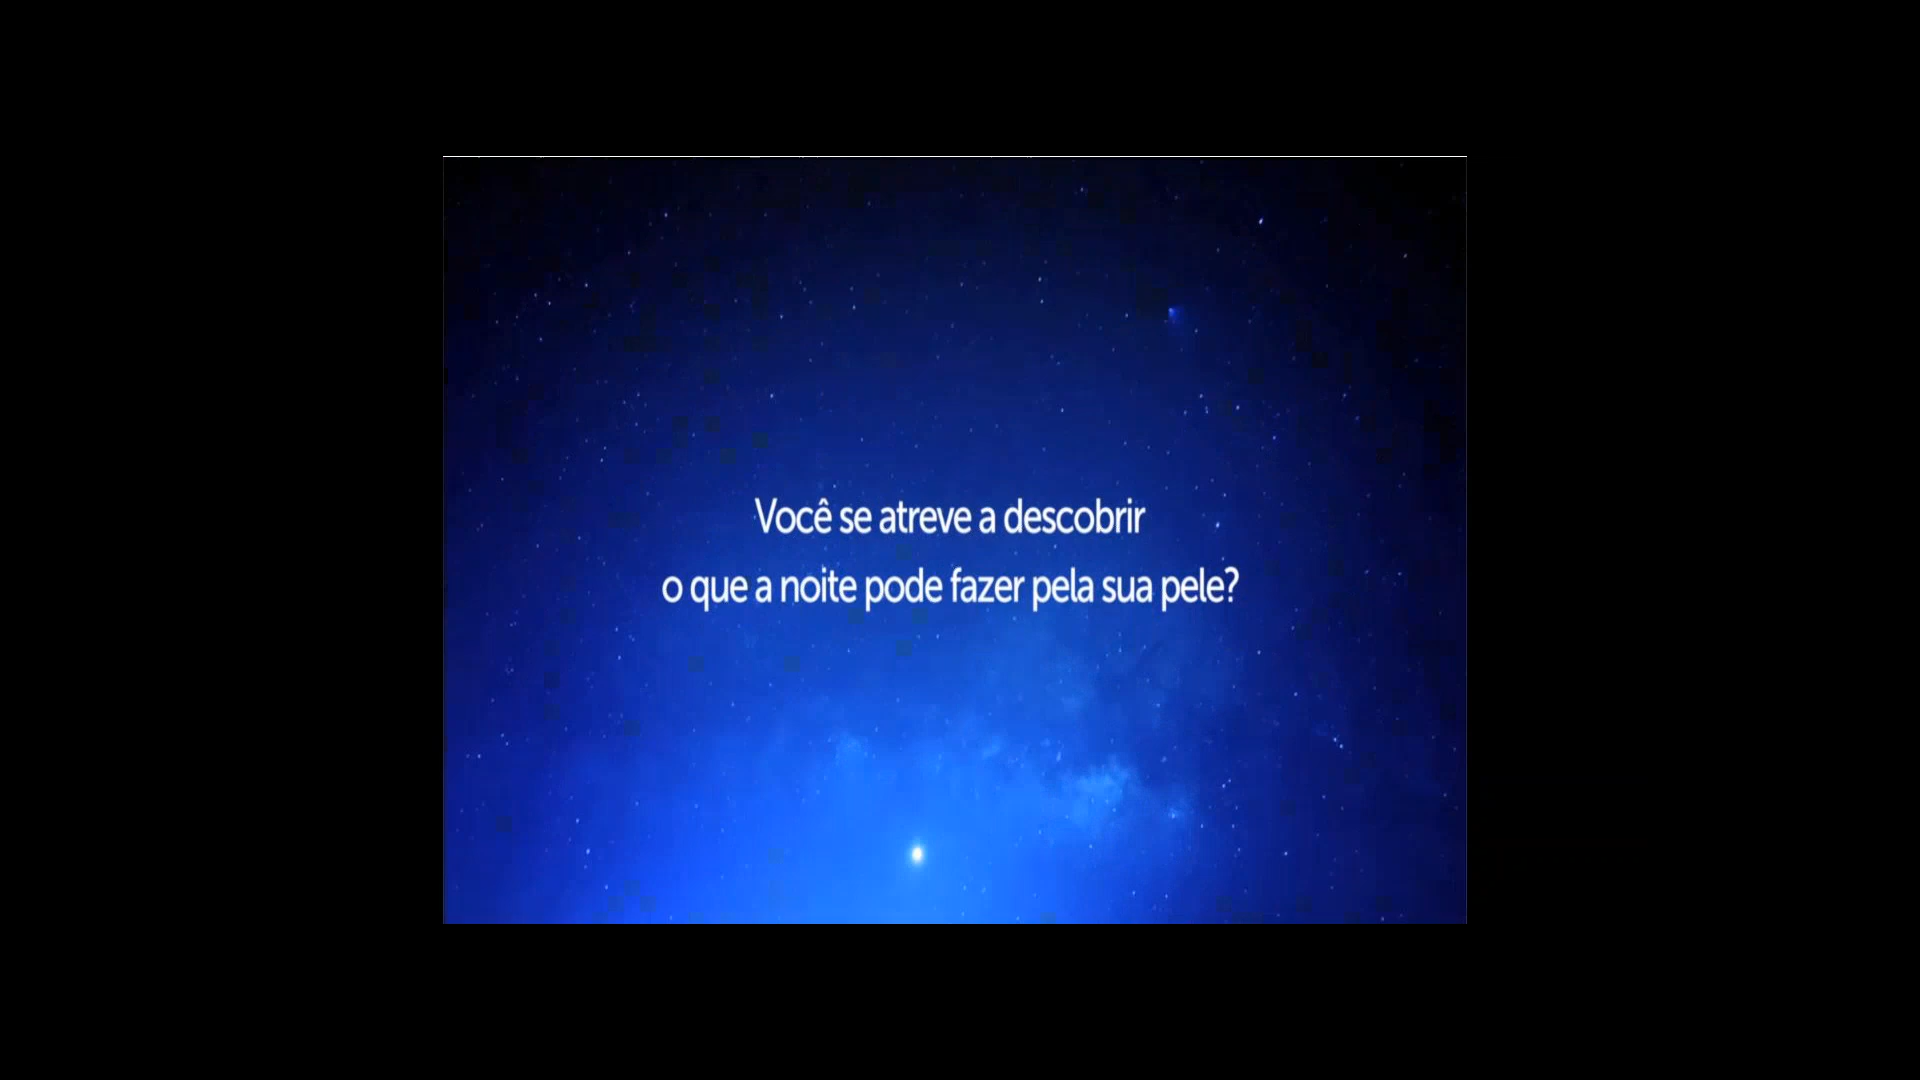 Você se atreve a descobrir
o que a noite pode fazer pela sua pele?